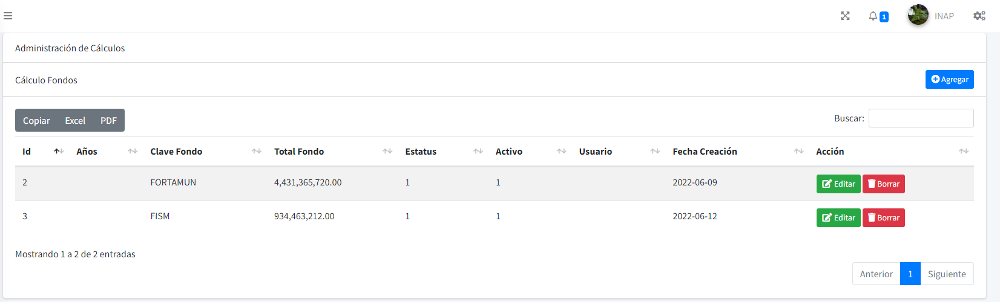 1 INAP
Administración de Cálculos
Cálculo Fondos Agregar
Copiar Excel PDF Buscar:
Id Años Clave Fondo Total Fondo Estatus Activo Usuario Fecha Creación Acción
2 FORTAMUN 4,431,365,720.00 1 1 2022-06-09 Editar Borrar
3 FISM 934,463,212.00 1 1 2022-06-12 Editar Borrar
Mostrando 1 a 2 de 2 entradas
Anterior 1 Siguiente